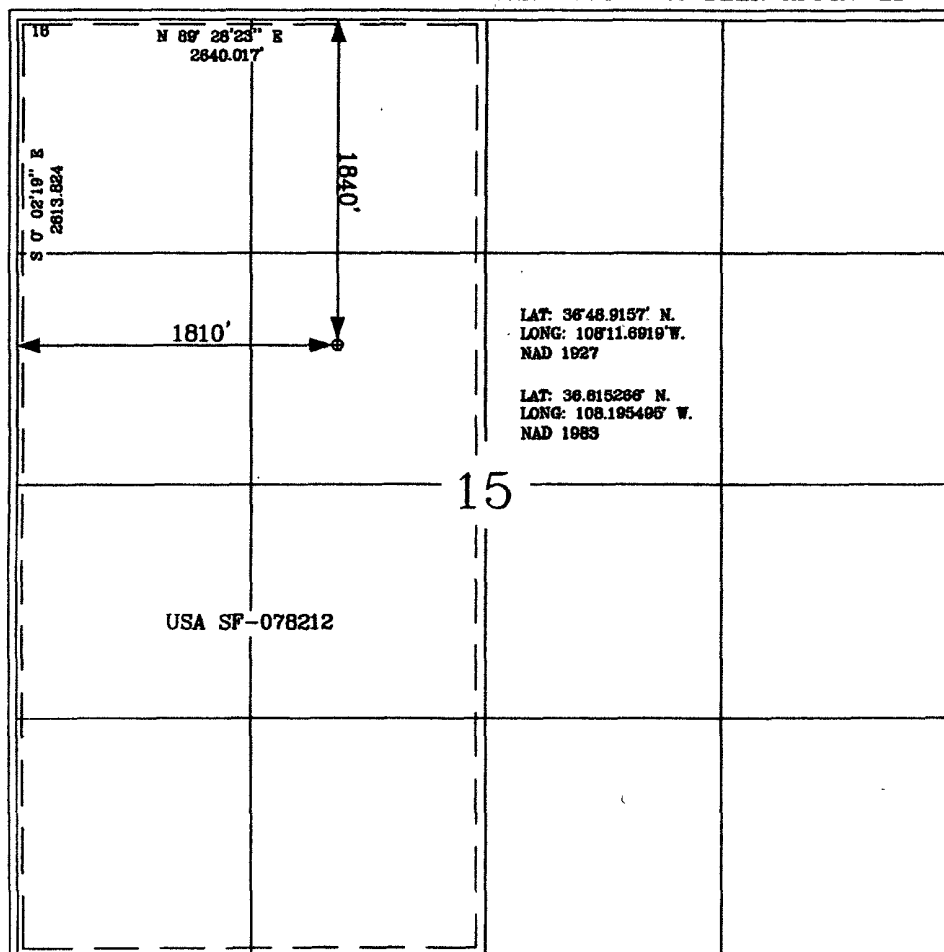 16
N 89° 28'23" E
2640.017'
S 0° 02'19" E
2613.824
1840'
1810'
LAT: 36°48.9157' N.
LONG: 108°11.6919' W.
NAD 1927
LAT: 36.815266° N.
LONG: 108.195495° W.
NAD 1983
15
USA SF-078212